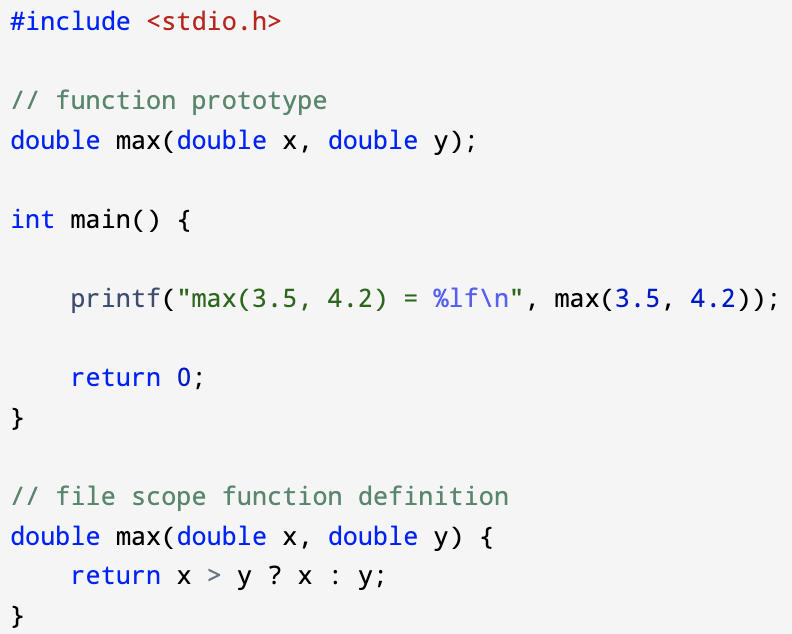 #include <stdio.h>

// function prototype
double max(double x, double y);

int main() {

    printf("max(3.5, 4.2) = %lf\n", max(3.5, 4.2));

    return 0;
}

// file scope function definition
double max(double x, double y) {
    return x > y ? x : y;
}